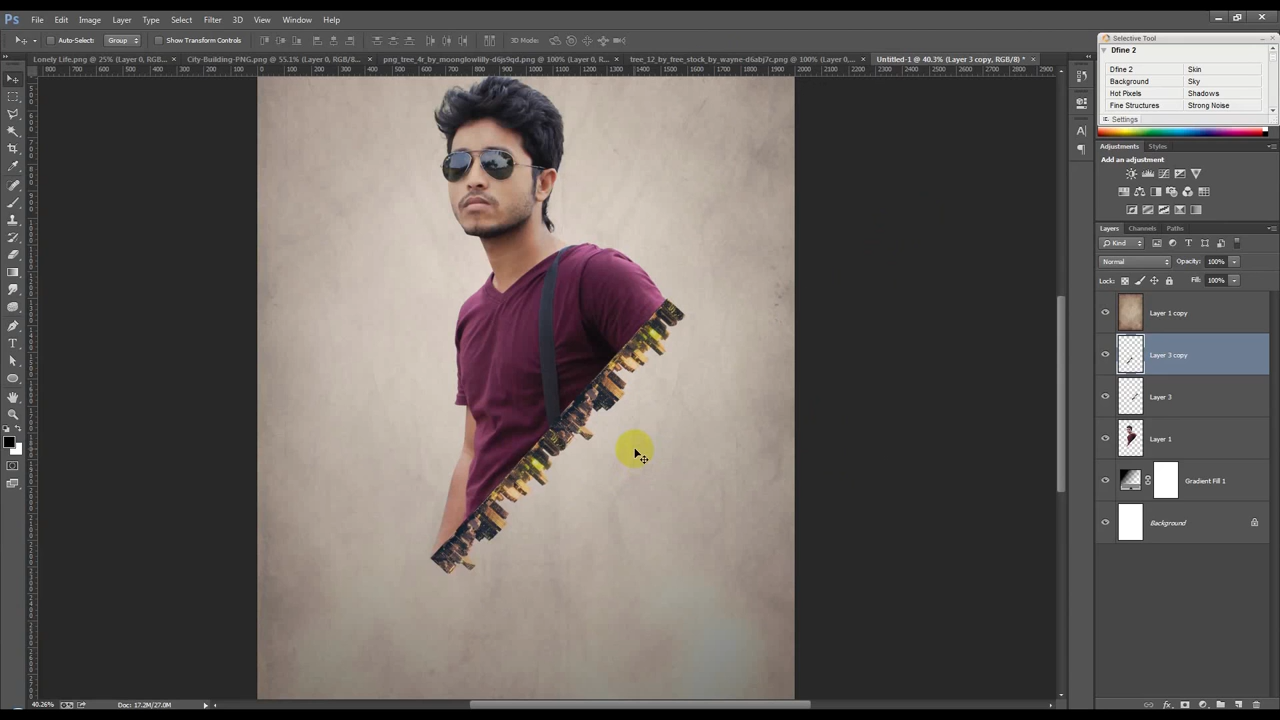 Ps File Edit Image Layer Type Select Filter 3D View Window Help
Auto-Select: Group Show Transform Controls 3D Mode:
Lonely Life.png @ 25% (Layer 0, RGB... × City-Building-PNG.png @ 55.1% (Layer 0, RGB/8... × png_tree_4r_by_moonglowlilly-d6js9qd.png @ 100% (Layer 0, R... × tree_12_by_free_stock_by_wayne-d6abj7c.png @ 100% (Layer 0,... × Untitled-1 @ 40.3% (Layer 3 copy, RGB/8) * ×
Selective Tool
Dfine 2
Dfine 2 Skin
Background Sky
Hot Pixels Shadows
Fine Structures Strong Noise
Settings
Adjustments Styles
Add an adjustment
Layers Channels Paths
Kind
Normal Opacity: 100%
Lock: Fill: 100%
Layer 1 copy
Layer 3 copy
Layer 3
Layer 1
Gradient Fill 1
Background
40.26% Doc: 17.2M/27.0M